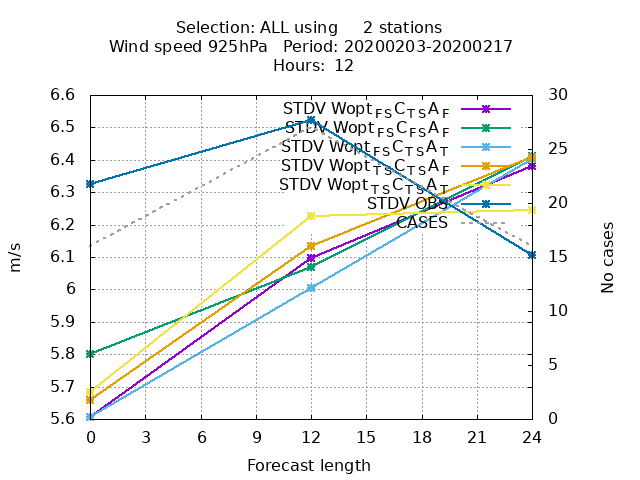 Selection: ALL using 2 stations
Wind speed 925hPa Period: 20200203-20200217
Hours: 12
m/s
6.6
6.5
6.4
6.3
6.2
6.1
6
5.9
5.8
5.7
5.6
STDV Wopt_FS C_TS A_F
STDV Wopt_FS C_FS A_F
STDV Wopt_FS C_TS A_T
STDV Wopt_TS C_TS A_F
STDV Wopt_TS C_TS A_T
STDV OBS
CASES
30
25
20
15
10
5
0
No cases
0 3 6 9 12 15 18 21 24
Forecast length